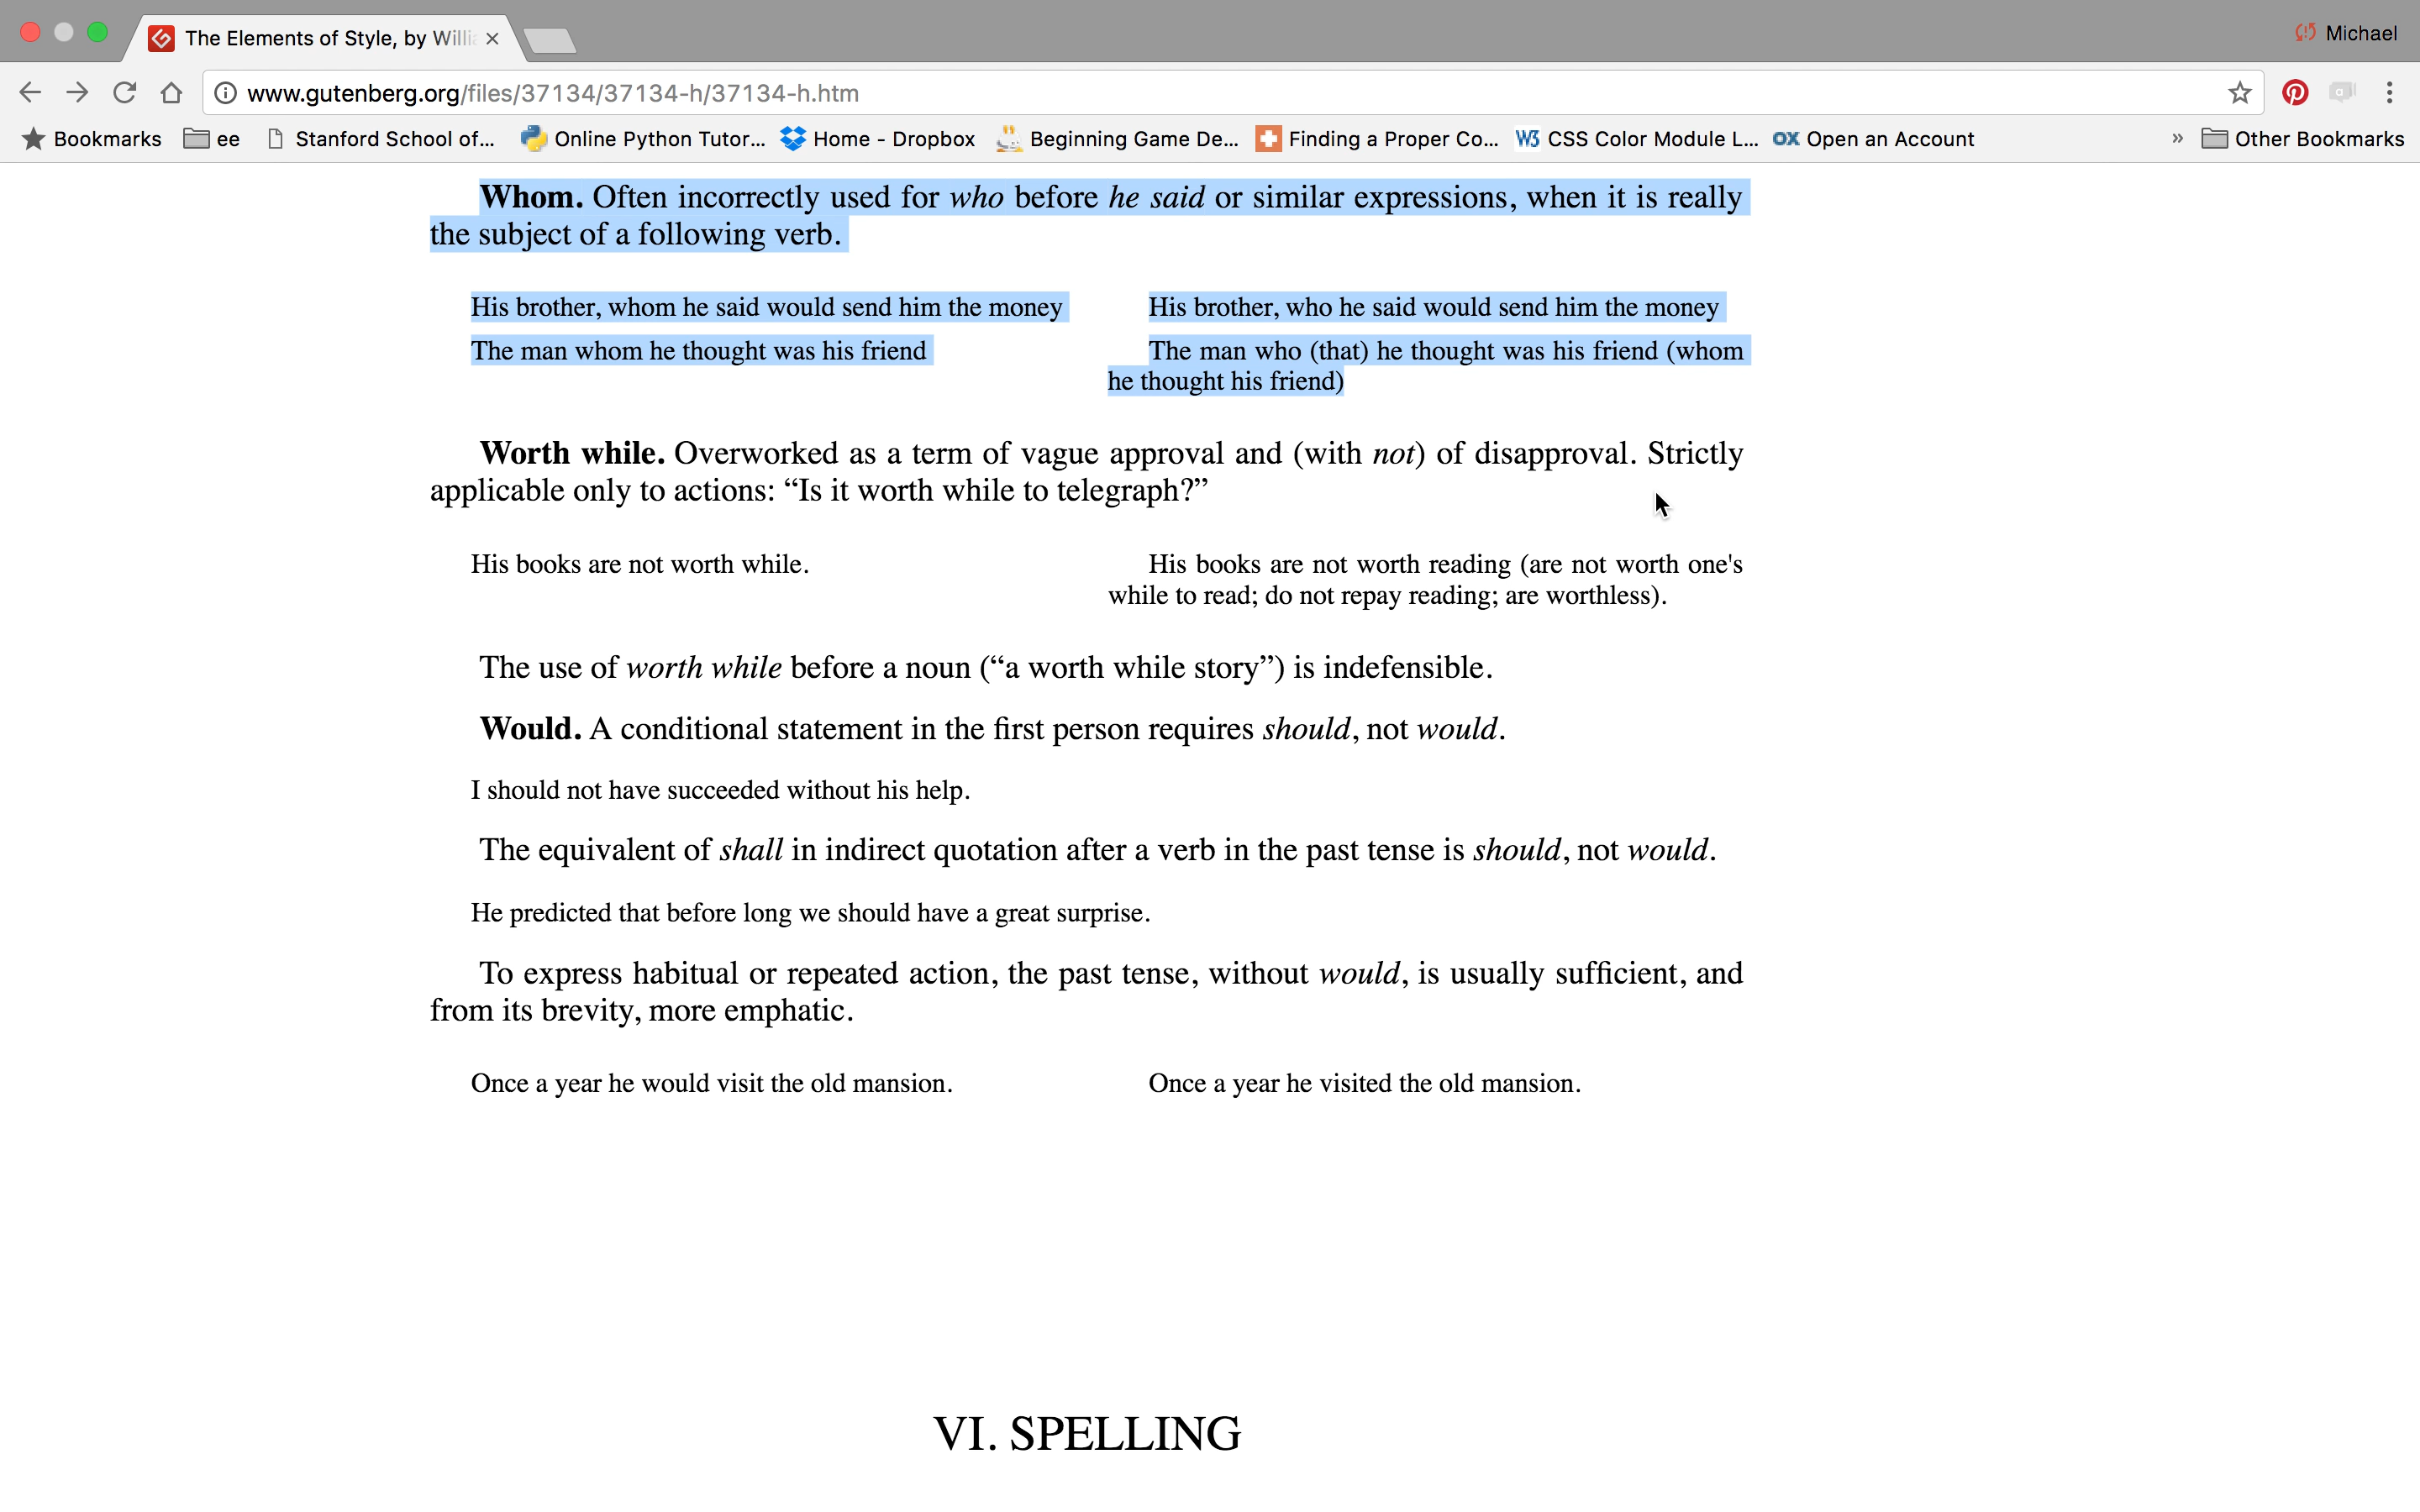 The Elements of Style, by Willi
Michael
www.gutenberg.org/files/37134/37134-h/37134-h.htm
Bookmarks ee Stanford School of... Online Python Tutor... Home - Dropbox Beginning Game De... Finding a Proper Co... W3 CSS Color Module L... OX Open an Account » Other Bookmarks
Whom. Often incorrectly used for who before he said or similar expressions, when it is really
the subject of a following verb.
His brother, whom he said would send him the money
His brother, who he said would send him the money
The man whom he thought was his friend
The man who (that) he thought was his friend (whom
he thought his friend)
Worth while. Overworked as a term of vague approval and (with not) of disapproval. Strictly
applicable only to actions: “Is it worth while to telegraph?”
His books are not worth while.
His books are not worth reading (are not worth one's
while to read; do not repay reading; are worthless).
The use of worth while before a noun (“a worth while story”) is indefensible.
Would. A conditional statement in the first person requires should, not would.
I should not have succeeded without his help.
The equivalent of shall in indirect quotation after a verb in the past tense is should, not would.
He predicted that before long we should have a great surprise.
To express habitual or repeated action, the past tense, without would, is usually sufficient, and
from its brevity, more emphatic.
Once a year he would visit the old mansion.
Once a year he visited the old mansion.
VI. SPELLING